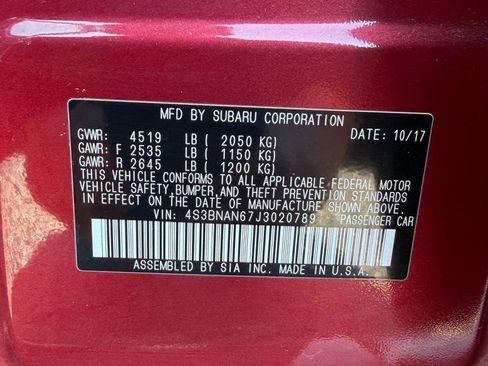 MFD BY SUBARU CORPORATION
GVWR: 4519 LB ( 2050 KG) DATE: 10/17
GAWR: F 2535 LB ( 1150 KG)
GAWR: R 2645 LB ( 1200 KG)
THIS VEHICLE CONFORMS TO ALL APPLICABLE FEDERAL MOTOR
VEHICLE SAFETY,BUMPER,AND THEFT PREVENTION STANDARDS
IN EFFECT ON THE DATE OF MANUFACTURE SHOWN ABOVE.
VIN: 4S3BNAN67J3020789 PASSENGER CAR
ASSEMBLED BY SIA INC. MADE IN U.S.A.